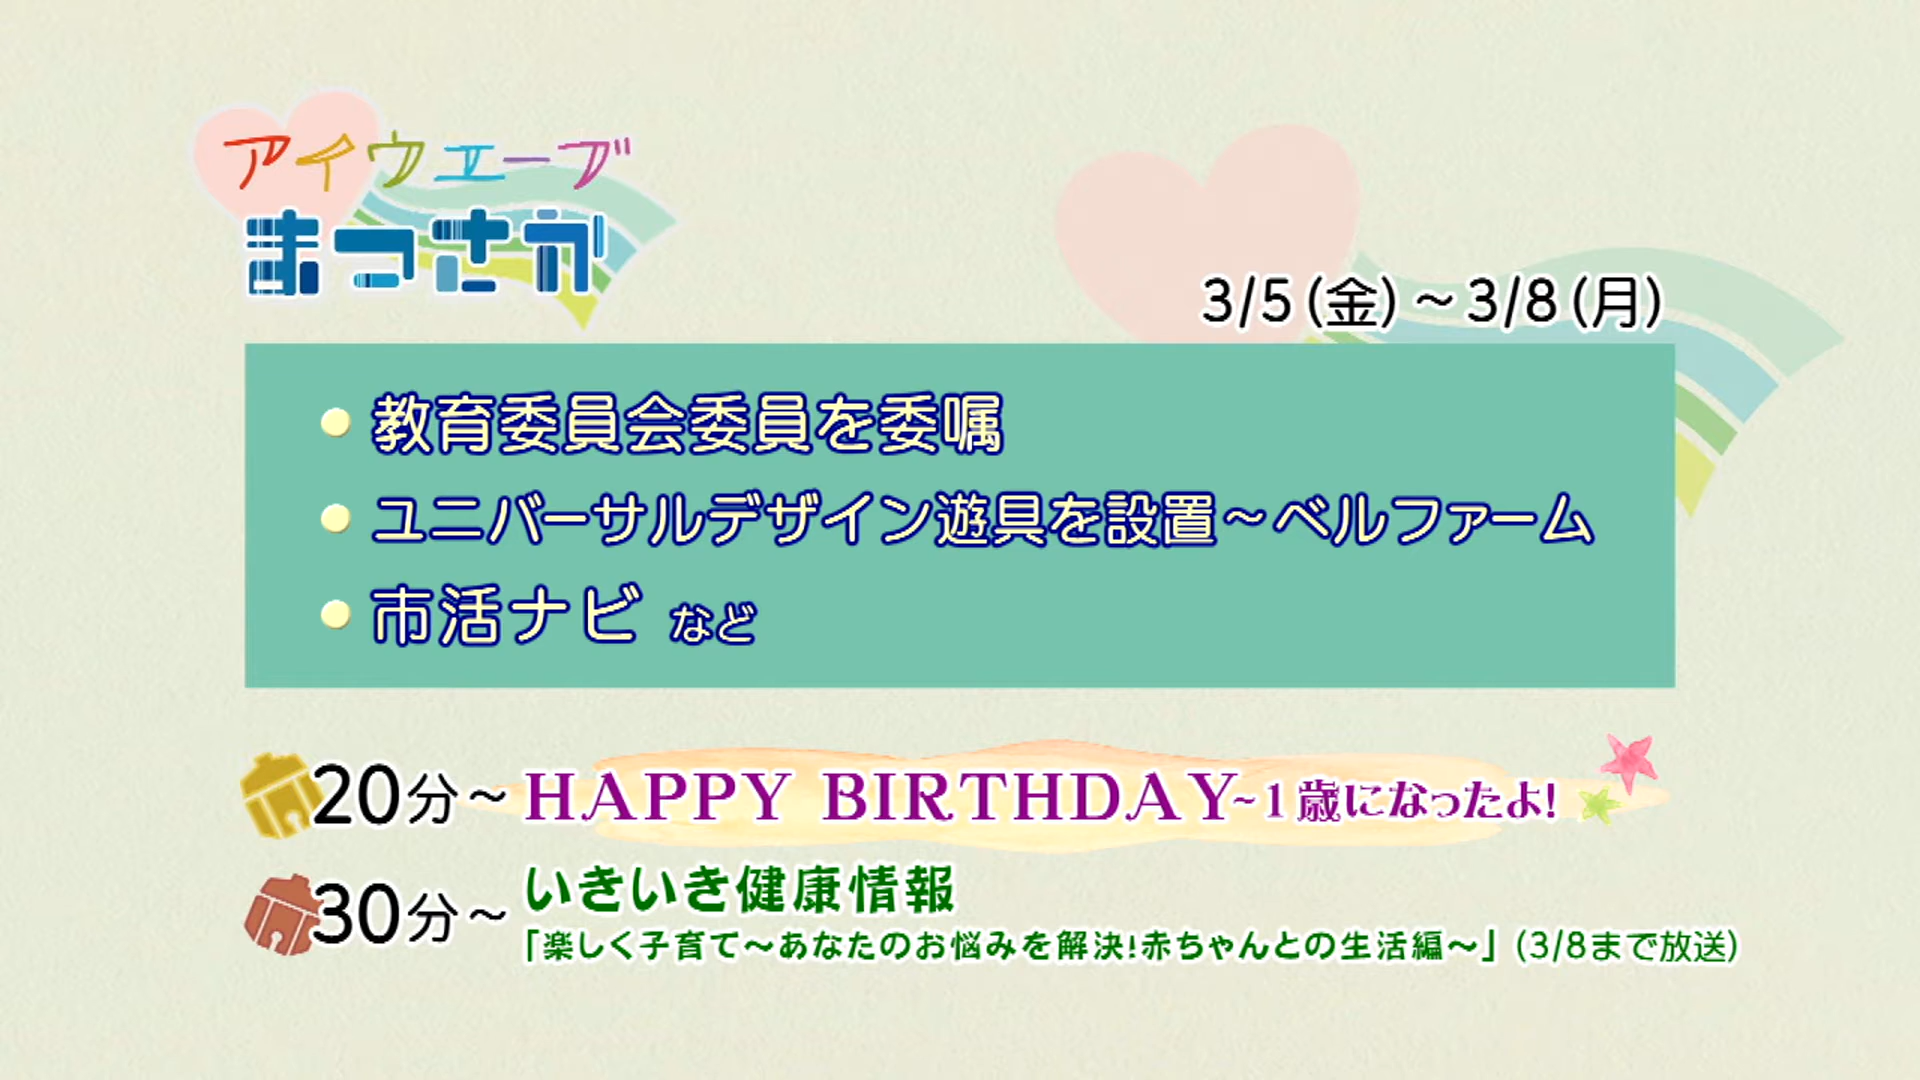 アイウエーブ
まつさか
3/5(金)～3/8(月)
教育委員会委員を委嘱
ユニバーサルデザイン遊具を設置～ベルファーム
市活ナビ など
20分～HAPPY BIRTHDAY~1歳になったよ!
30分～いきいき健康情報
「楽しく子育て～あなたのお悩みを解決!赤ちゃんとの生活編～」(3/8まで放送)